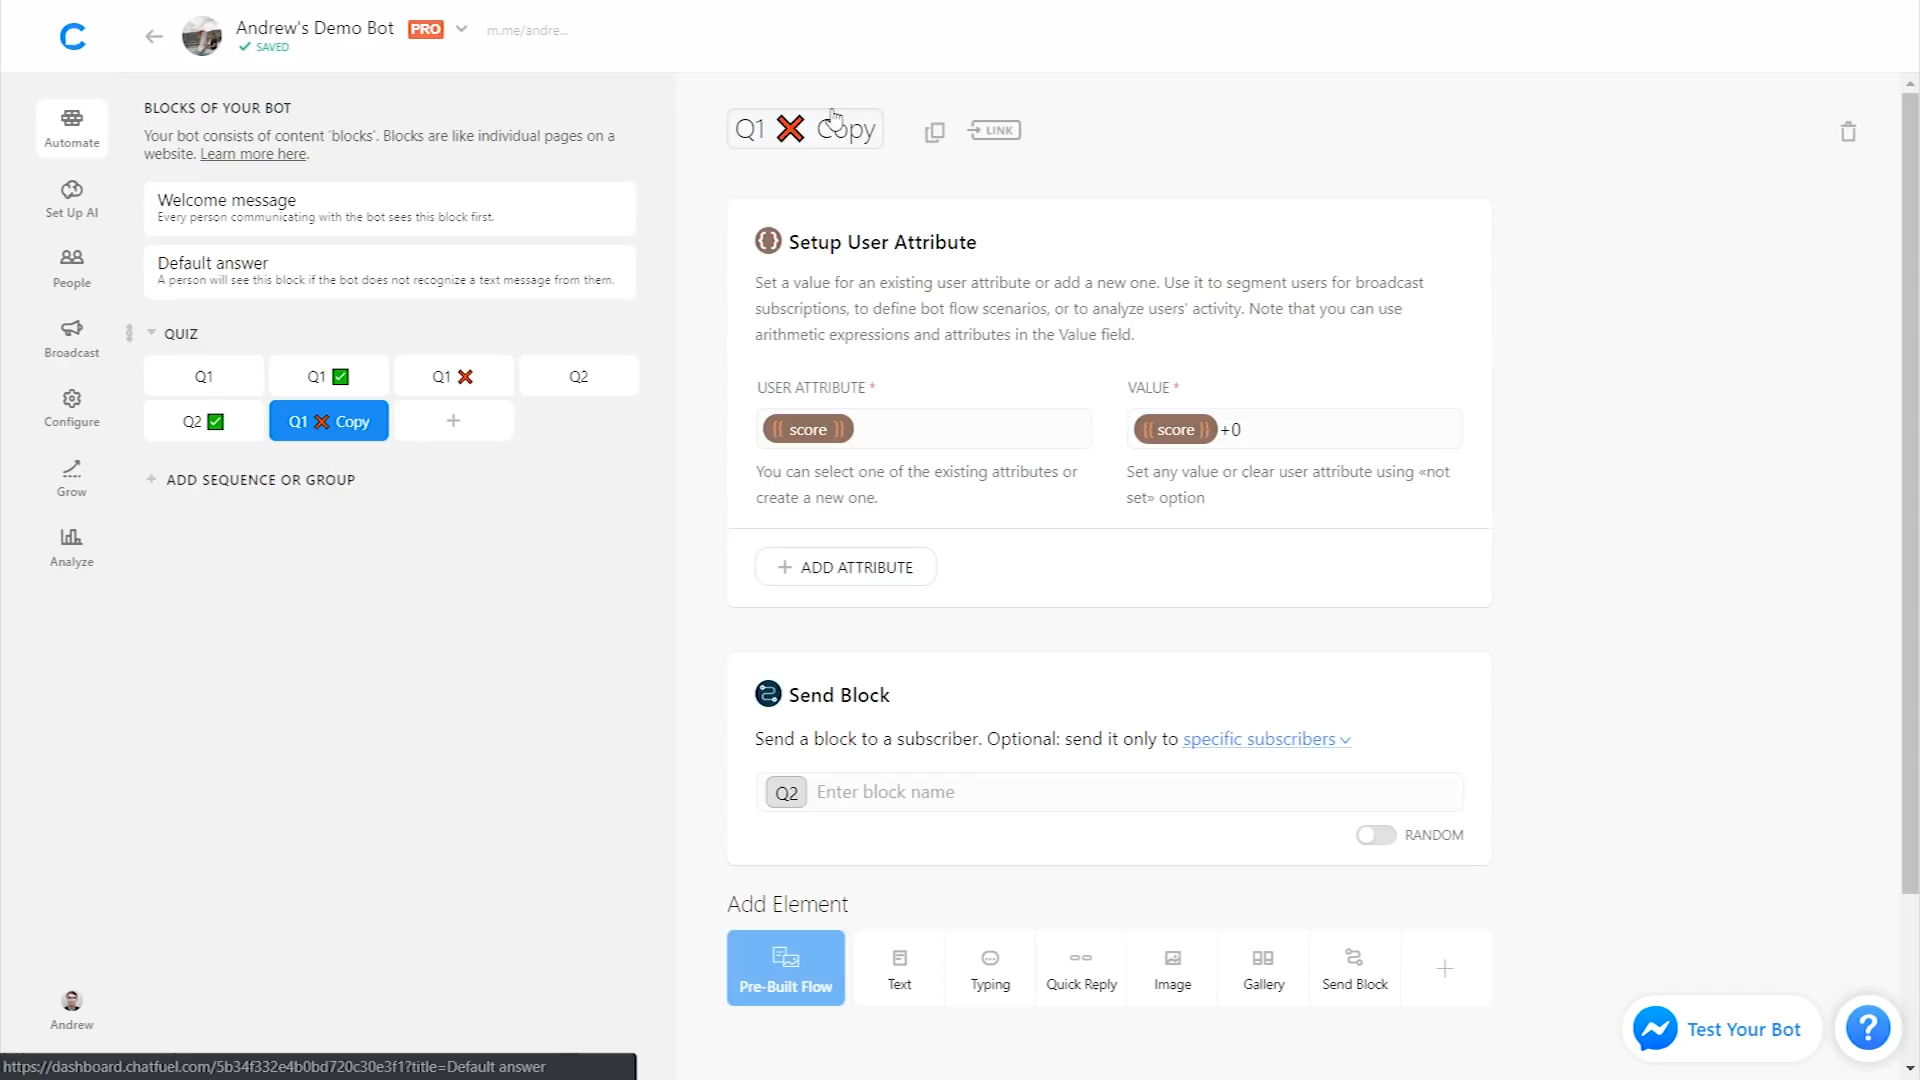 Andrew's Demo Bot PRO m.me/andre...
SAVED
Automate
Set Up AI
People
Broadcast
Configure
Grow
Analyze
Andrew
BLOCKS OF YOUR BOT
Your bot consists of content 'blocks'. Blocks are like individual pages on a
website. Learn more here.
Welcome message
Every person communicating with the bot sees this block first.
Default answer
A person will see this block if the bot does not recognize a text message from them.
QUIZ
Q1 Q1 ✅ Q1 ❌ Q2
Q2 ✅ Q1 ❌ Copy +
+ ADD SEQUENCE OR GROUP
Q1 ❌ Copy LINK
Setup User Attribute
Set a value for an existing user attribute or add a new one. Use it to segment users for broadcast
subscriptions, to define bot flow scenarios, or to analyze users' activity. Note that you can use
arithmetic expressions and attributes in the Value field.
USER ATTRIBUTE * VALUE *
{{ score }} {{ score }} +0
You can select one of the existing attributes or
create a new one.
Set any value or clear user attribute using «not
set» option
+ ADD ATTRIBUTE
Send Block
Send a block to a subscriber. Optional: send it only to specific subscribers
Q2 Enter block name
RANDOM
Add Element
Pre-Built Flow Text Typing Quick Reply Image Gallery Send Block +
Test Your Bot ?
https://dashboard.chatfuel.com/5b34f332e4b0bd720c30e3f1?title=Default answer